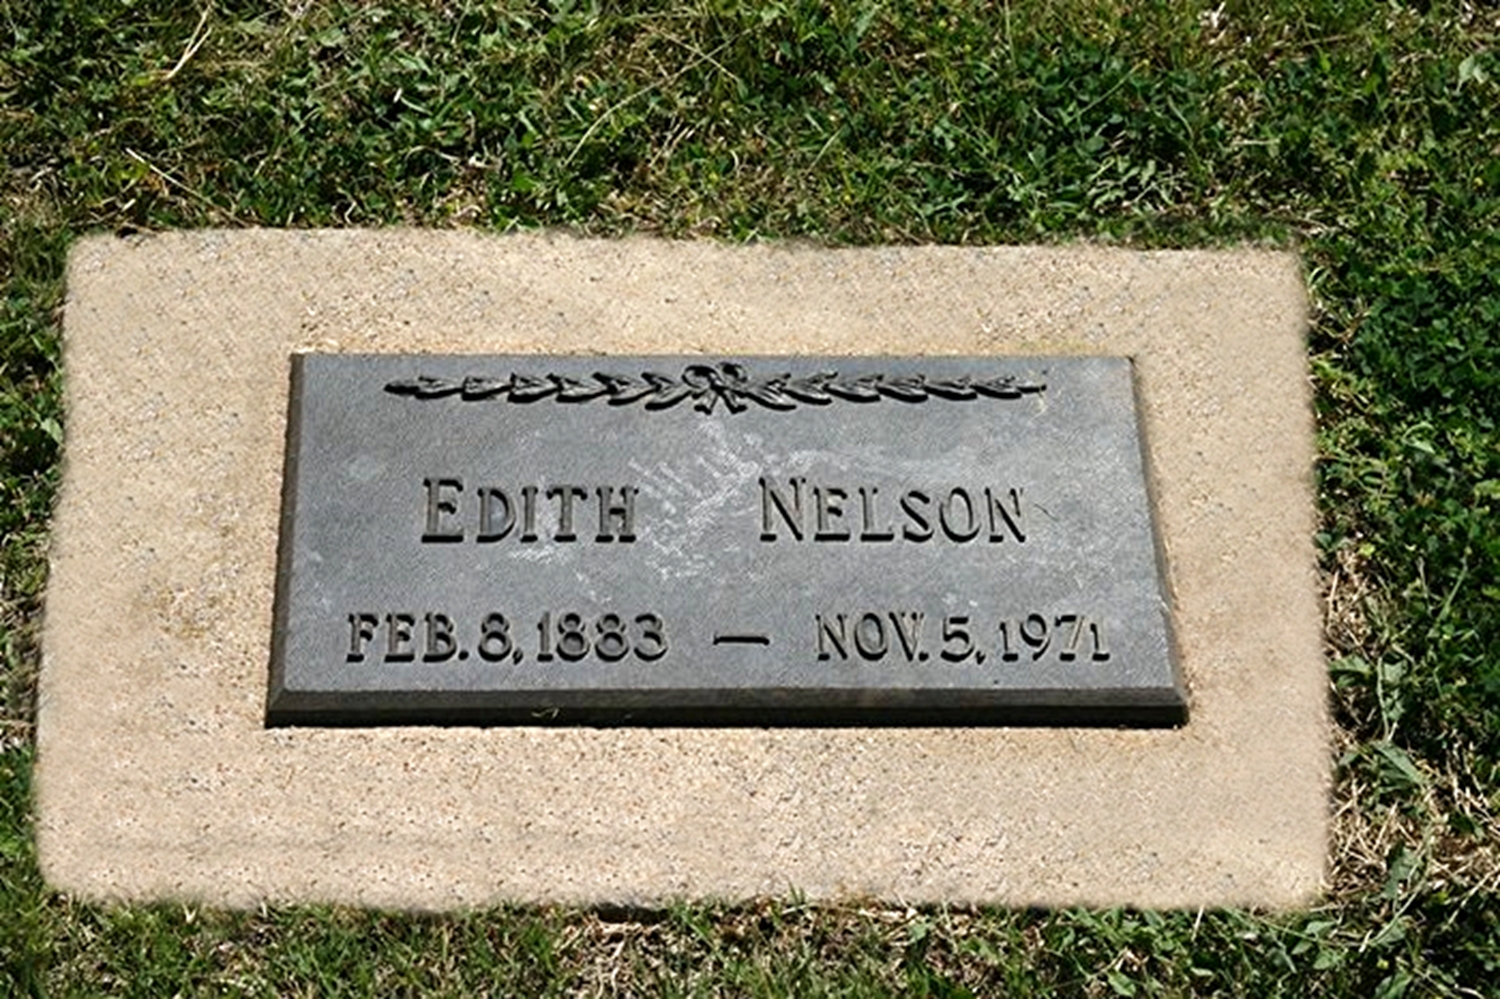 EDITH NELSON
FEB. 8, 1883 — NOV. 5, 1971